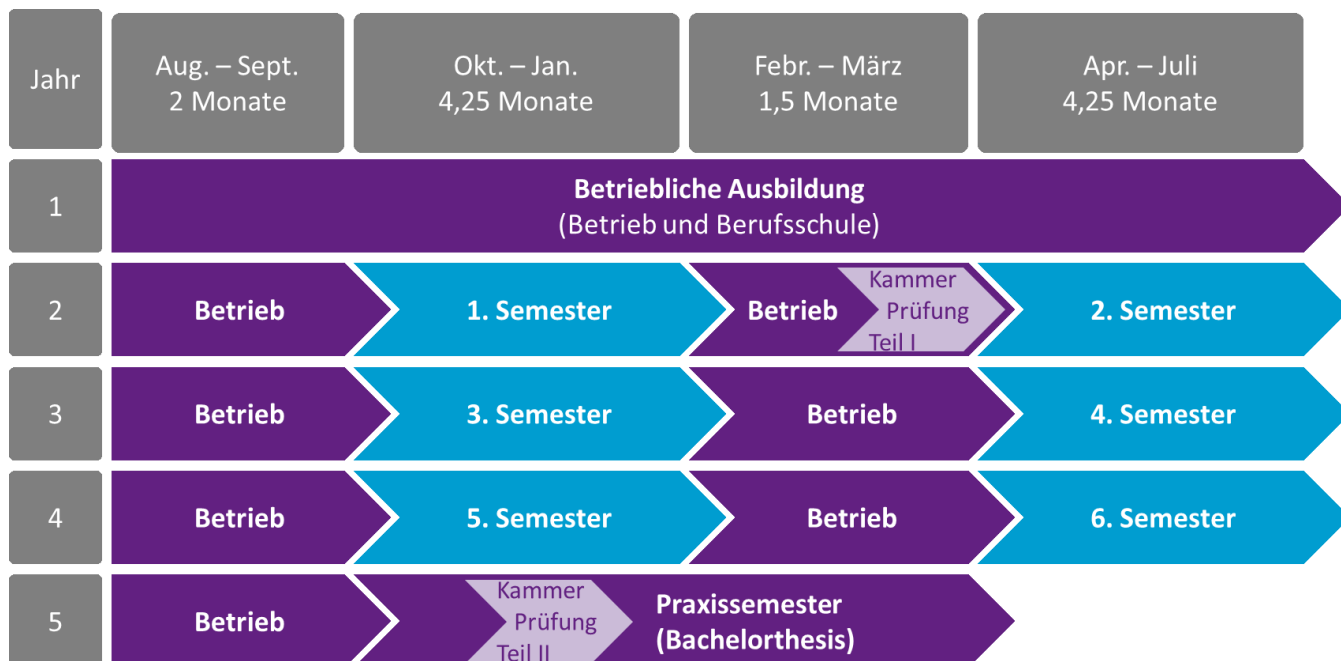 Jahr
Aug. – Sept.
2 Monate
Okt. – Jan.
4,25 Monate
Febr. – März
1,5 Monate
Apr. – Juli
4,25 Monate
1
Betriebliche Ausbildung
(Betrieb und Berufsschule)
2
Betrieb
1. Semester
Betrieb
Kammer
Prüfung
Teil I
2. Semester
3
Betrieb
3. Semester
Betrieb
4. Semester
4
Betrieb
5. Semester
Betrieb
6. Semester
5
Betrieb
Kammer
Prüfung
Teil II
Praxissemester
(Bachelorthesis)